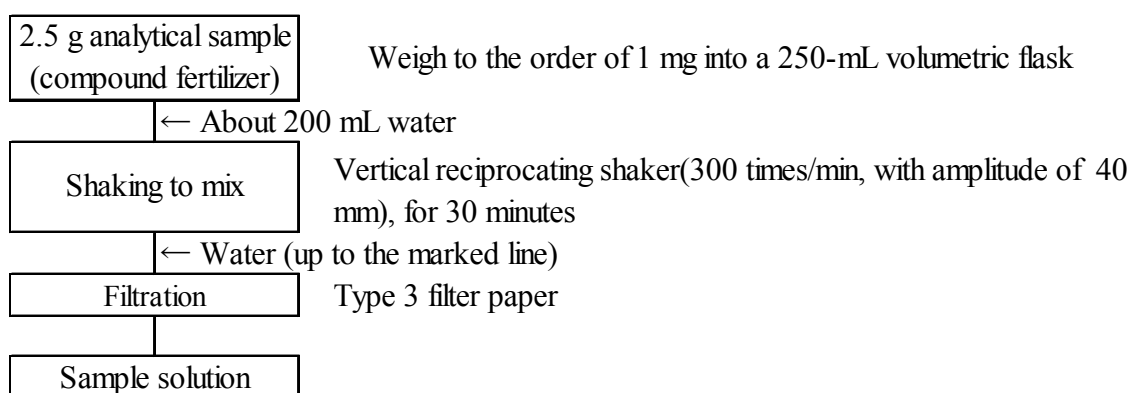 2.5 g analytical sample
(compound fertilizer)
Weigh to the order of 1 mg into a 250-mL volumetric flask
← About 200 mL water
Shaking to mix
Vertical reciprocating shaker(300 times/min, with amplitude of 40
mm), for 30 minutes
← Water (up to the marked line)
Filtration
Type 3 filter paper
Sample solution